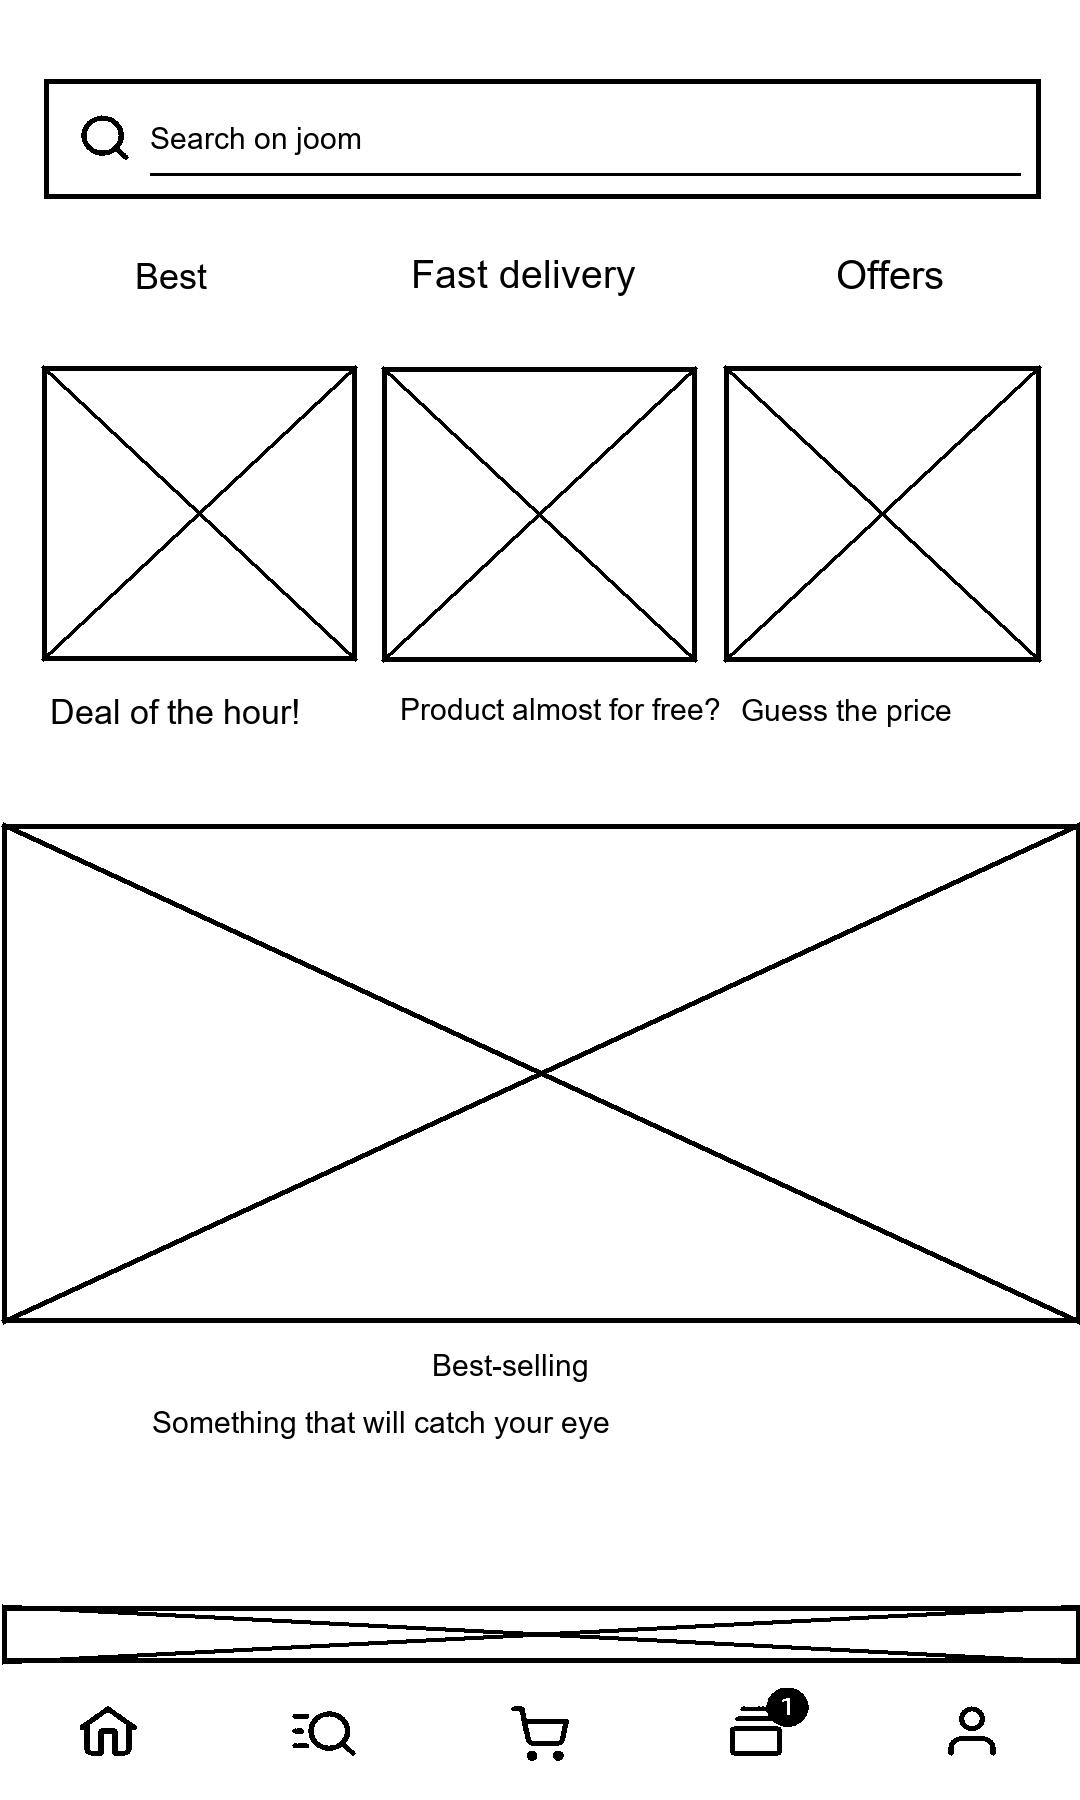 Search on joom
Best
Fast delivery
Offers
Deal of the hour!
Product almost for free?
Guess the price
Best-selling
Something that will catch your eye
1